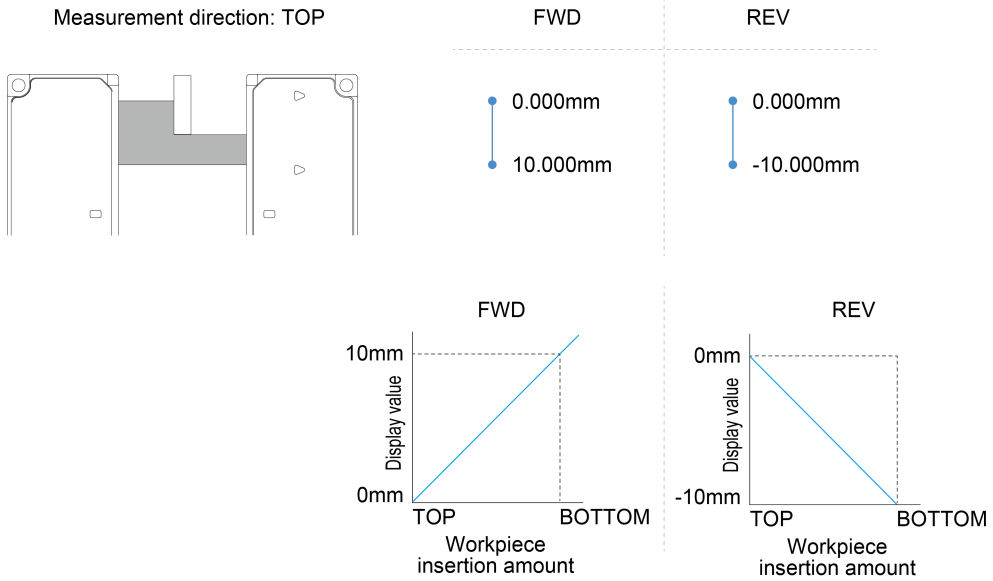 Measurement direction: TOP
FWD
REV
0.000mm
10.000mm
0.000mm
-10.000mm
FWD
10mm
Display value
0mm
TOP
BOTTOM
Workpiece
insertion amount
REV
0mm
Display value
-10mm
TOP
BOTTOM
Workpiece
insertion amount